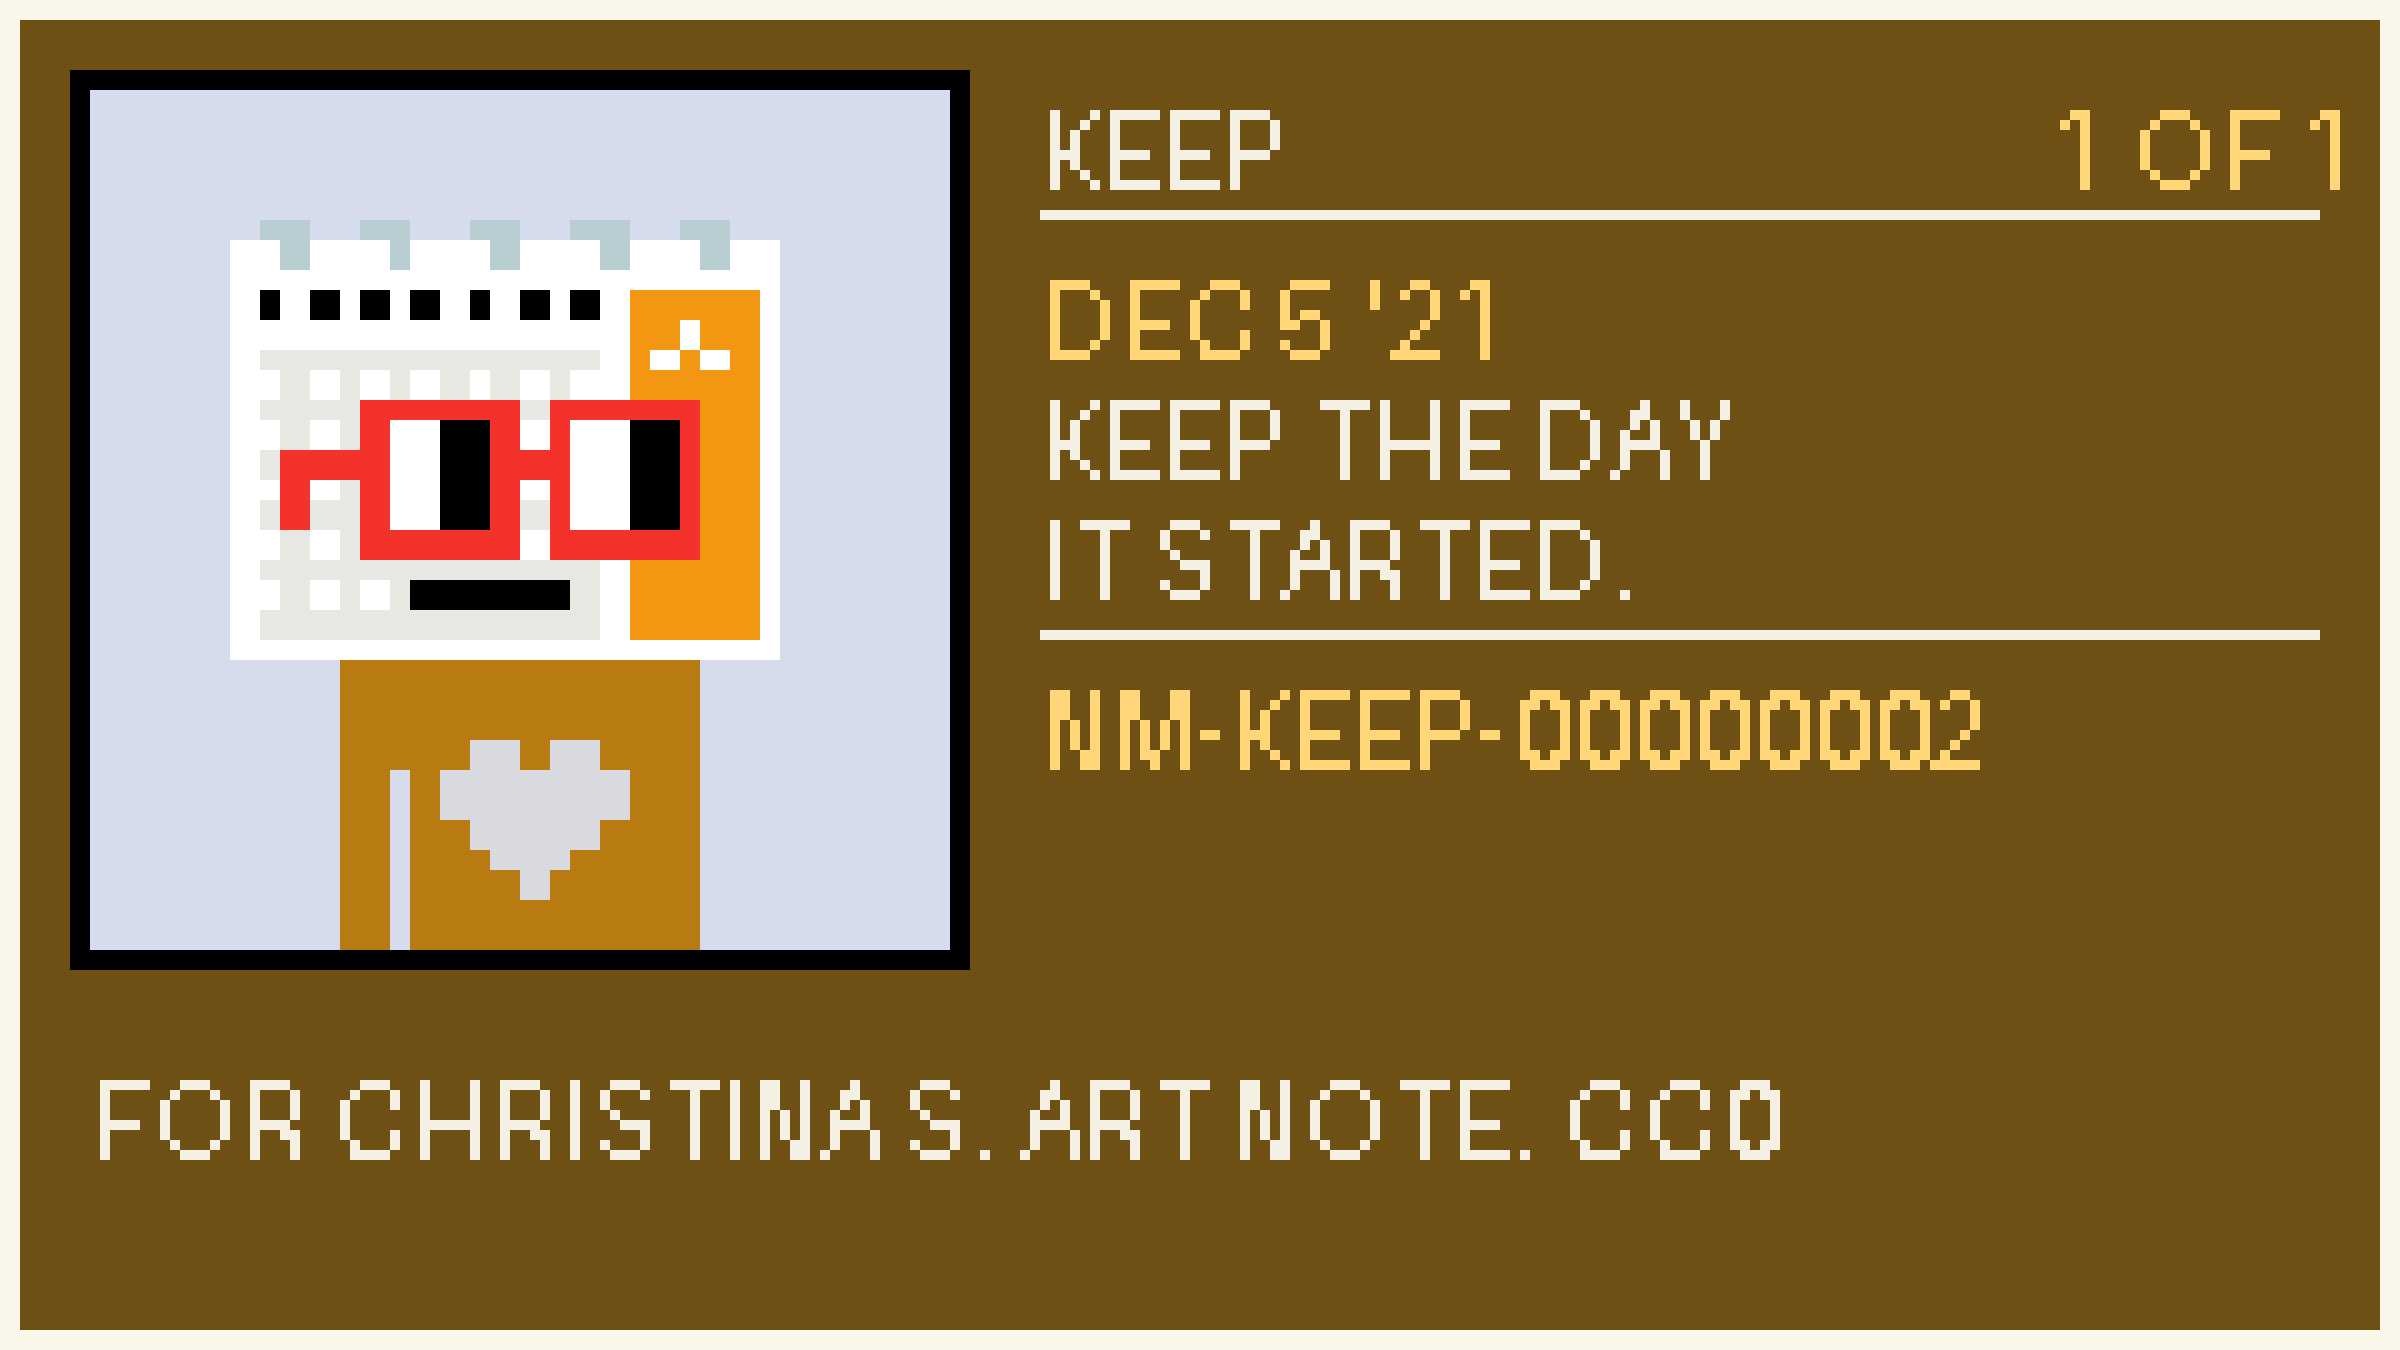 KEEP 1 OF 1
DEC 5 '21
KEEP THE DAY
IT STARTED.
NM-KEEP-00000002
FOR CHRISTINA S. ART NOTE. CC0